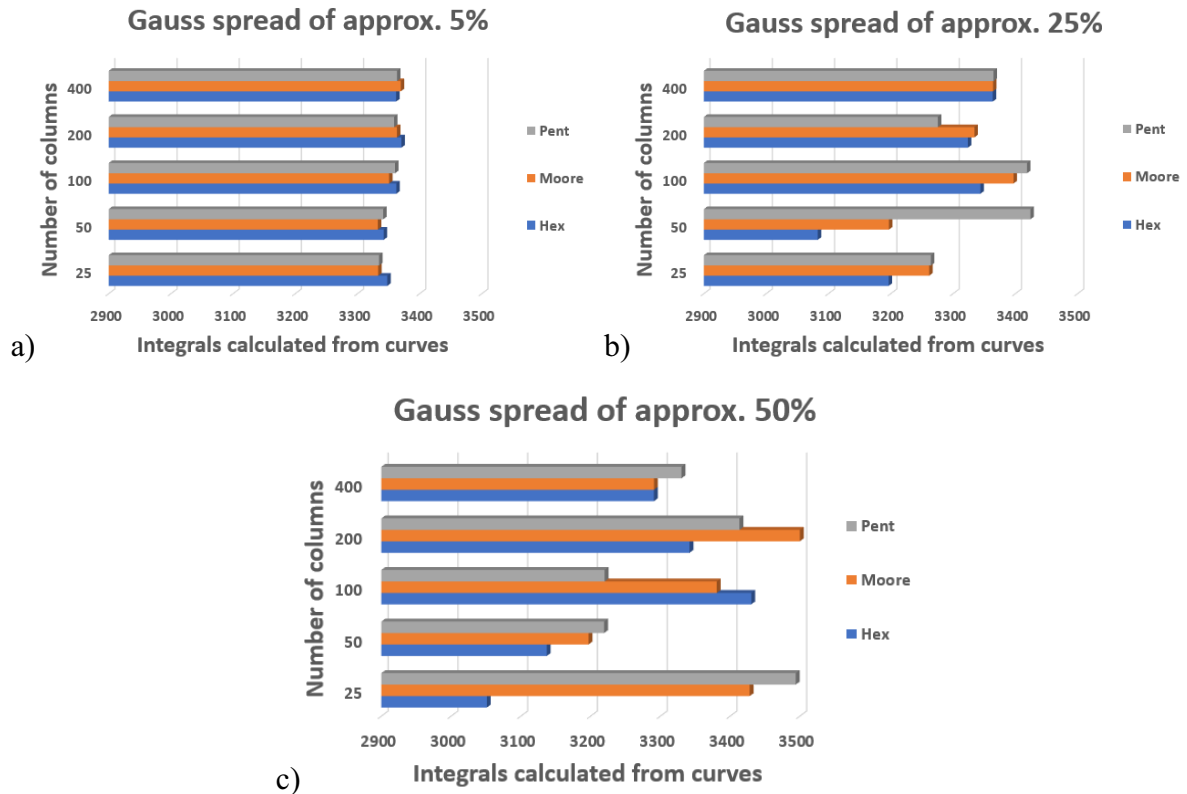 Gauss spread of approx. 5%
Number of columns
400
200
100
50
25
2900 3000 3100 3200 3300 3400 3500
Integrals calculated from curves
Pent
Moore
Hex
a)
Gauss spread of approx. 25%
Number of columns
400
200
100
50
25
2900 3000 3100 3200 3300 3400 3500
Integrals calculated from curves
Pent
Moore
Hex
b)
Gauss spread of approx. 50%
Number of columns
400
200
100
50
25
2900 3000 3100 3200 3300 3400 3500
Integrals calculated from curves
Pent
Moore
Hex
c)